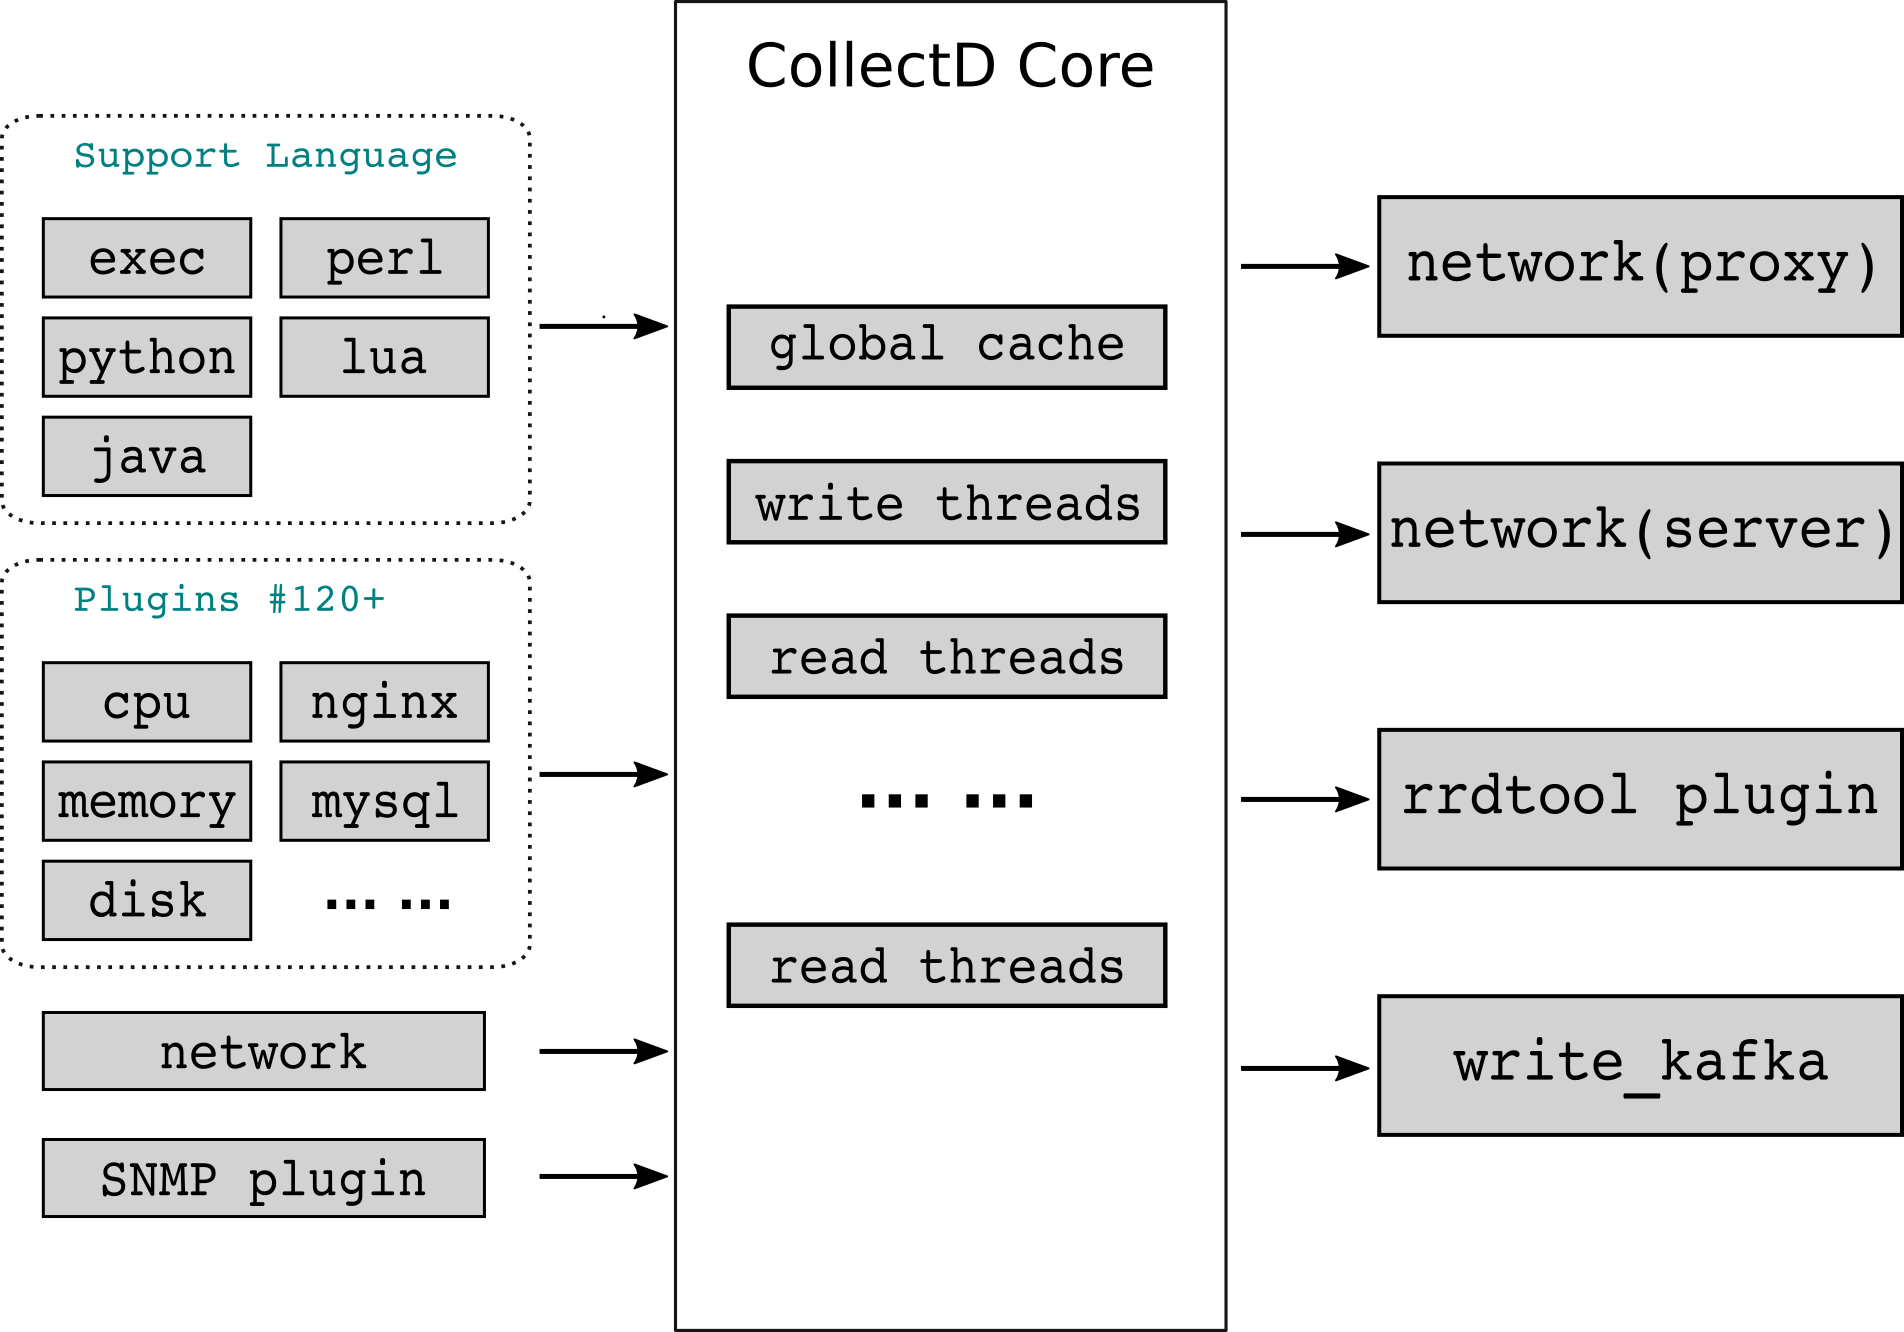 CollectD Core
Support Language
exec
perl
python
lua
java
Plugins #120+
cpu
nginx
memory
mysql
disk
... ...
network
SNMP plugin
global cache
write threads
read threads
... ...
read threads
network(proxy)
network(server)
rrdtool plugin
write_kafka